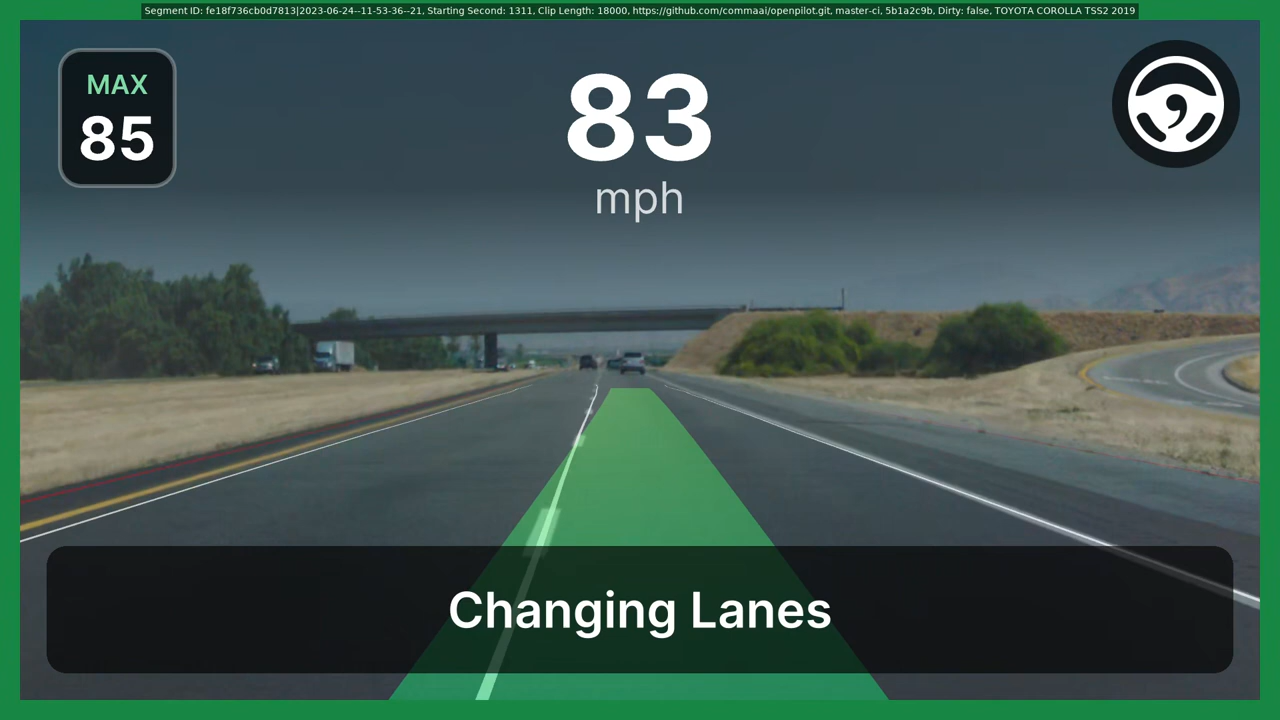 Segment ID: fe18f736cb0d7813|2023-06-24--11-53-36--21, Starting Second: 1311, Clip Length: 18000, https://github.com/commaai/openpilot.git, master-ci, 5b1a2c9b, Dirty: false, TOYOTA COROLLA TSS2 2019
MAX
85
83
mph
Changing Lanes